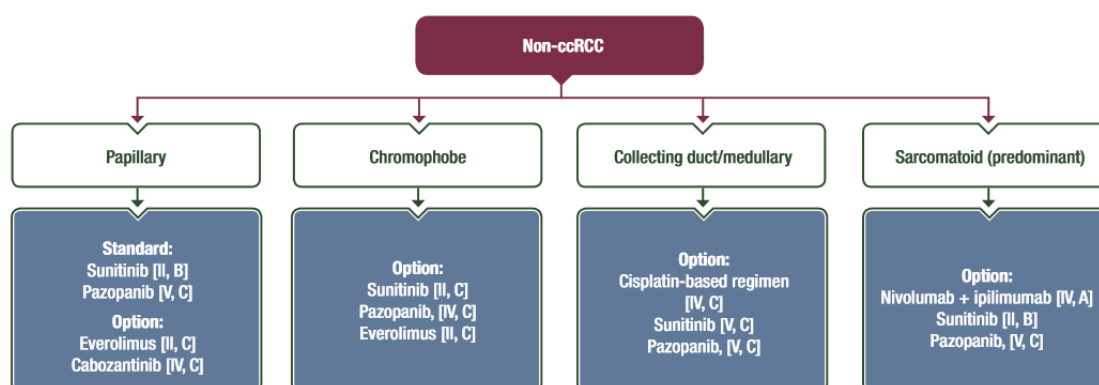 Non-ccRCC
Papillary
Chromophobe
Collecting duct/medullary
Sarcomatoid (predominant)
Standard:
Sunitinib [II, B]
Pazopanib [V, C]
Option:
Everolimus [II, C]
Cabozantinib [IV, C]
Option:
Sunitinib [II, C]
Pazopanib, [IV, C]
Everolimus [II, C]
Option:
Cisplatin-based regimen
[IV, C]
Sunitinib [V, C]
Pazopanib, [V, C]
Option:
Nivolumab + ipilimumab [IV, A]
Sunitinib [II, B]
Pazopanib, [V, C]